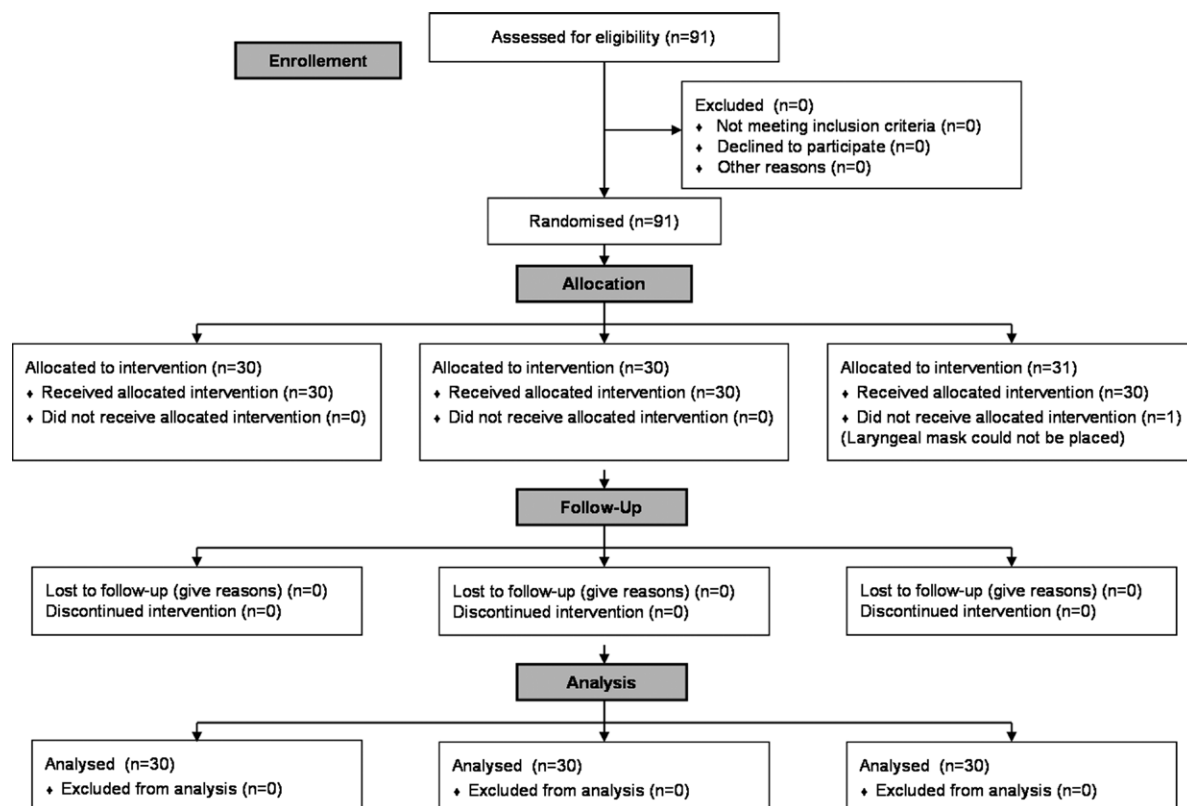 Assessed for eligibility (n=91)
Enrollement
Excluded (n=0)
♦ Not meeting inclusion criteria (n=0)
♦ Declined to participate (n=0)
♦ Other reasons (n=0)
Randomised (n=91)
Allocation
Allocated to intervention (n=30)
♦ Received allocated intervention (n=30)
♦ Did not receive allocated intervention (n=0)
Allocated to intervention (n=30)
♦ Received allocated intervention (n=30)
♦ Did not receive allocated intervention (n=0)
Allocated to intervention (n=31)
♦ Received allocated intervention (n=30)
♦ Did not receive allocated intervention (n=1)
(Laryngeal mask could not be placed)
Follow-Up
Lost to follow-up (give reasons) (n=0)
Discontinued intervention (n=0)
Lost to follow-up (give reasons) (n=0)
Discontinued intervention (n=0)
Lost to follow-up (give reasons) (n=0)
Discontinued intervention (n=0)
Analysis
Analysed (n=30)
♦ Excluded from analysis (n=0)
Analysed (n=30)
♦ Excluded from analysis (n=0)
Analysed (n=30)
♦ Excluded from analysis (n=0)